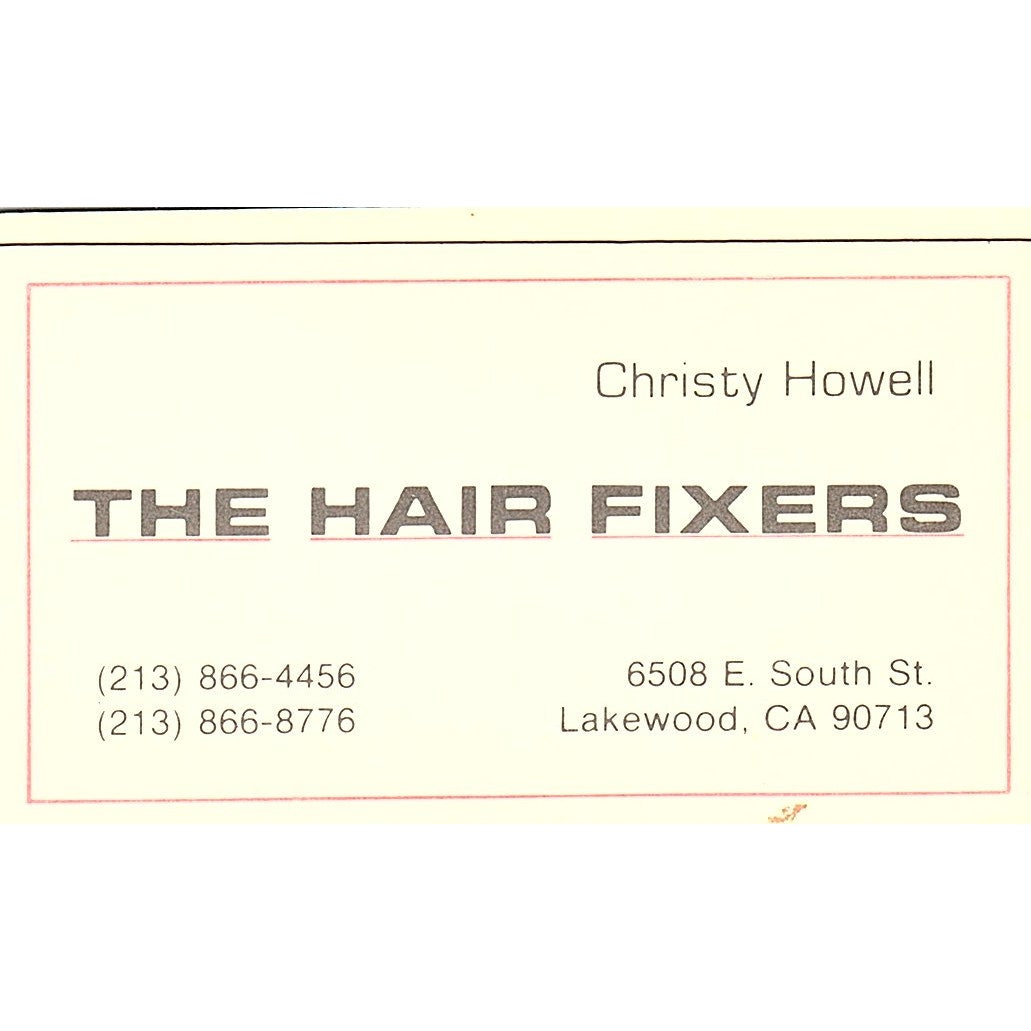 Christy Howell
THE HAIR FIXERS
(213) 866-4456
(213) 866-8776
6508 E. South St.
Lakewood, CA 90713